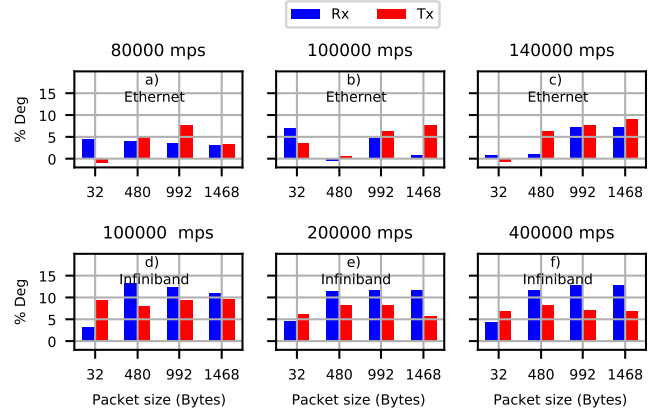 Rx Tx
80000 mps 100000 mps 140000 mps
a) b) c)
Ethernet Ethernet Ethernet
% Deg
15
10
5
0
32 480 992 1468 32 480 992 1468 32 480 992 1468
100000 mps 200000 mps 400000 mps
d) e) f)
Infiniband Infiniband Infiniband
% Deg
15
10
5
0
32 480 992 1468 32 480 992 1468 32 480 992 1468
Packet size (Bytes) Packet size (Bytes) Packet size (Bytes)